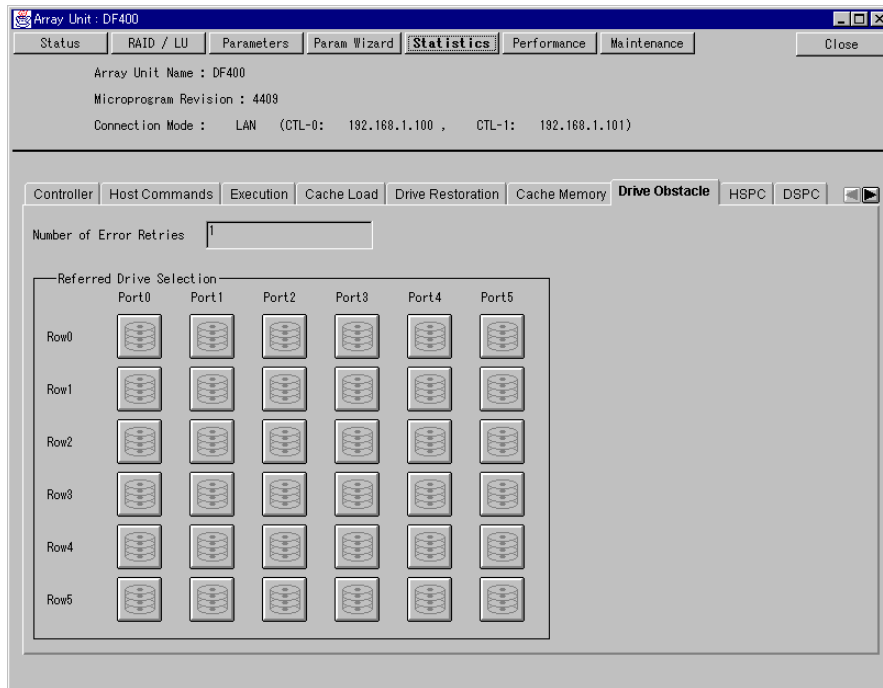 Array Unit : DF400
Status RAID / LU Parameters Param Wizard Statistics Performance Maintenance Close
Array Unit Name : DF400
Microprogram Revision : 4409
Connection Mode : LAN (CTL-0: 192.168.1.100 , CTL-1: 192.168.1.101)
Controller Host Commands Execution Cache Load Drive Restoration Cache Memory Drive Obstacle HSPC DSPC
Number of Error Retries 1
Referred Drive Selection
Port0 Port1 Port2 Port3 Port4 Port5
Row0
Row1
Row2
Row3
Row4
Row5